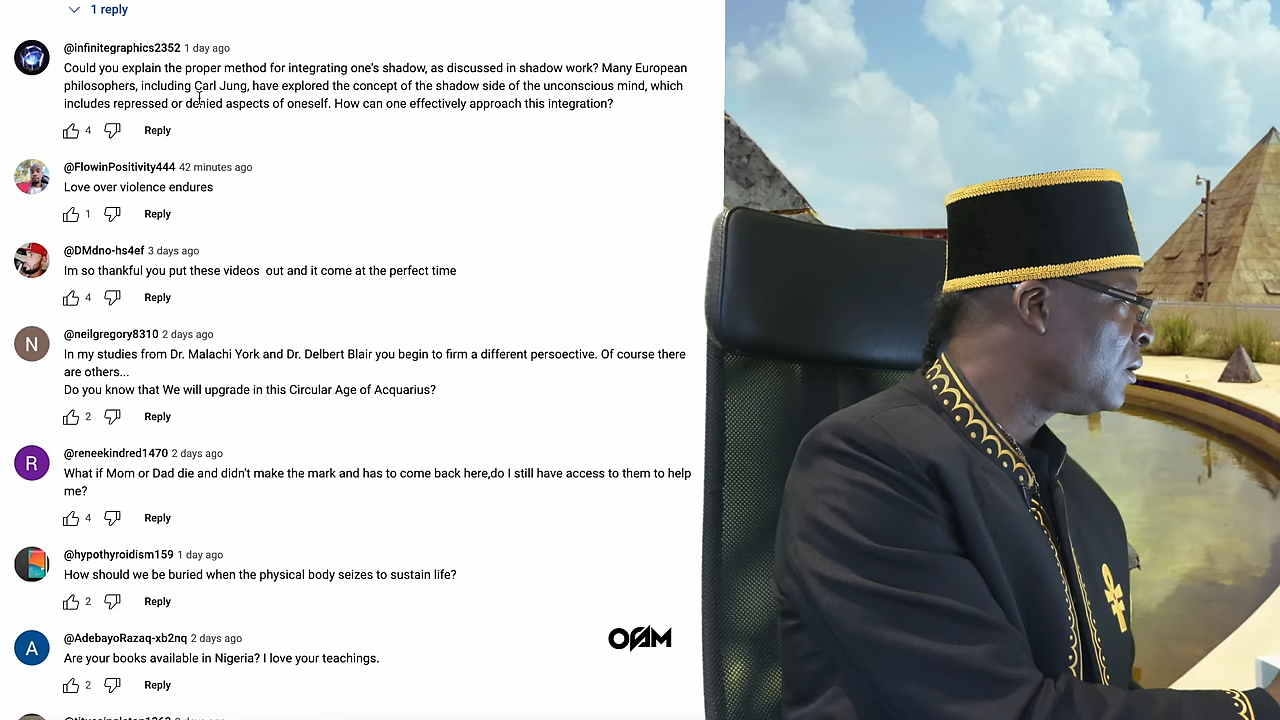 1 reply
@infinitegraphics2352 1 day ago
Could you explain the proper method for integrating one's shadow, as discussed in shadow work? Many European
philosophers, including Carl Jung, have explored the concept of the shadow side of the unconscious mind, which
includes repressed or denied aspects of oneself. How can one effectively approach this integration?
4 Reply
@FlowinPositivity444 42 minutes ago
Love over violence endures
1 Reply
@DMdno-hs4ef 3 days ago
Im so thankful you put these videos out and it come at the perfect time
4 Reply
N
@neilgregory8310 2 days ago
In my studies from Dr. Malachi York and Dr. Delbert Blair you begin to firm a different persoective. Of course there
are others...
Do you know that We will upgrade in this Circular Age of Acquarius?
2 Reply
R
@reneekindred1470 2 days ago
What if Mom or Dad die and didn't make the mark and has to come back here,do I still have access to them to help
me?
4 Reply
@hypothyroidism159 1 day ago
How should we be buried when the physical body seizes to sustain life?
2 Reply
A
@AdebayoRazaq-xb2nq 2 days ago
Are your books available in Nigeria? I love your teachings.
2 Reply